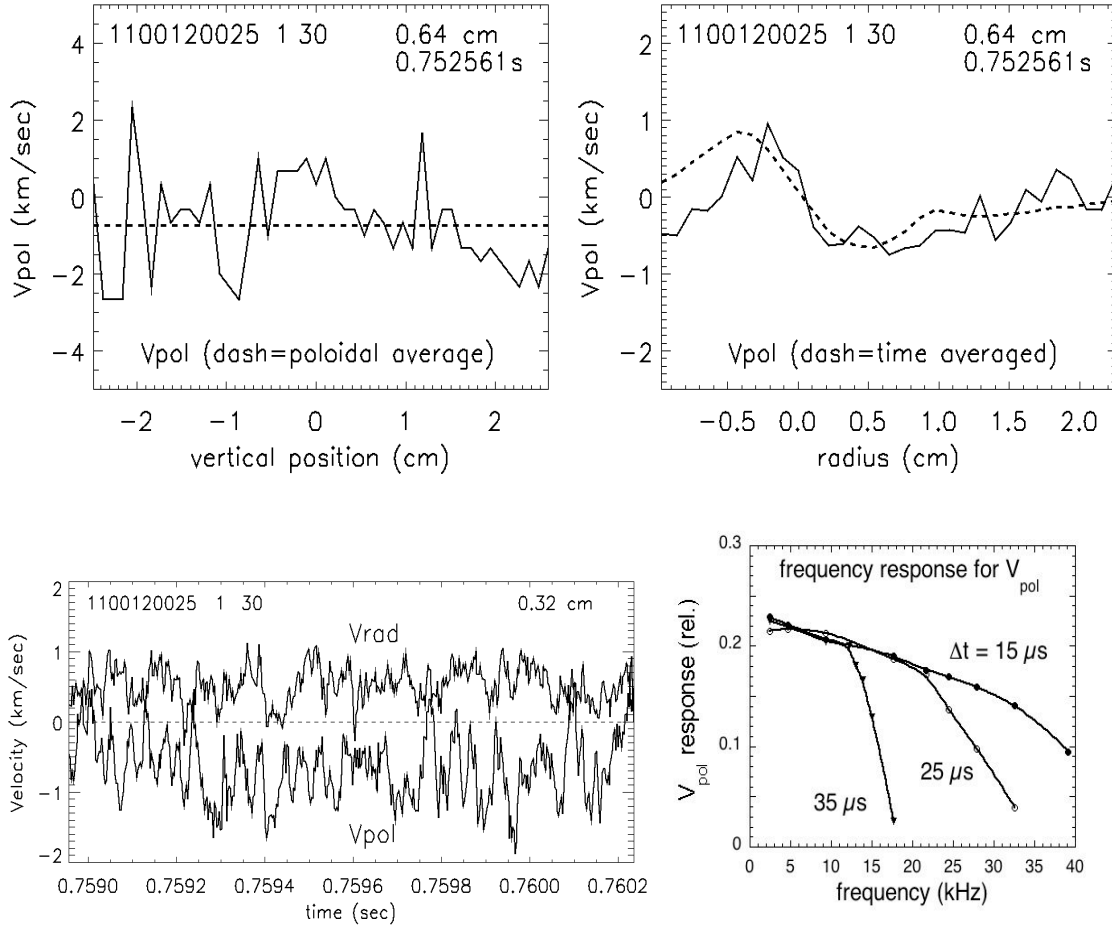 1100120025 1 30 0.64 cm
0.752561s
4
2
0
−2
−4
Vpol (km/sec)
Vpol (dash=poloidal average)
−2 −1 0 1 2
vertical position (cm)
1100120025 1 30 0.64 cm
0.752561s
2
1
0
−1
−2
Vpol (km/sec)
Vpol (dash=time averaged)
−0.5 0.0 0.5 1.0 1.5 2.0
radius (cm)
2
1
0
−1
−2
Velocity (km/sec)
1100120025 1 30 0.32 cm
Vrad
Vpol
0.7590 0.7592 0.7594 0.7596 0.7598 0.7600 0.7602
time (sec)
0.3
0.2
0.1
0
V_pol response (rel.)
frequency response for V_pol
Δt = 15 μs
25 μs
35 μs
0 5 10 15 20 25 30 35 40
frequency (kHz)